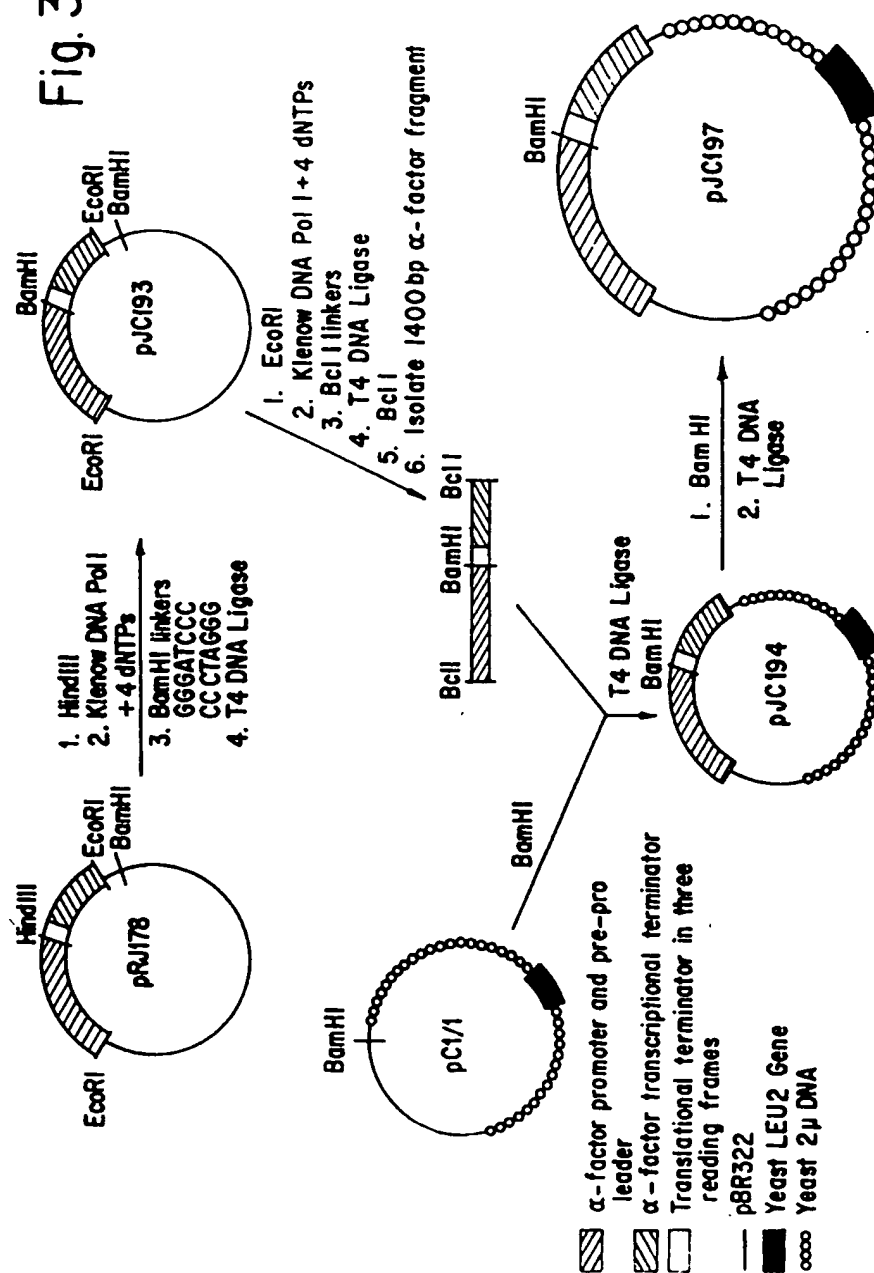 Fig. 3
HindIII
EcoRI
EcoRI
BamHI
pRJ178
1. HindIII
2. Klenow DNA Pol I
+4 dNTPs
3. BamHI linkers
GGGATCCC
CCCTAGGG
4. T4 DNA Ligase
BamHI
EcoRI
EcoRI
BamHI
pJC193
1. EcoRI
2. Klenow DNA Pol I+4 dNTPs
3. Bcl I linkers
4. T4 DNA Ligase
5. Bcl I
6. Isolate 1400bp α-factor fragment
BclI
BamHI
Bcl I
BamHI
pC1/1
BamHI
T4 DNA Ligase
BamHI
pJC194
1. Bam HI
2. T4 DNA
Ligase
BamHI
pJC197
α-factor promoter and pre-pro
leader
α-factor transcriptional terminator
Translational terminator in three
reading frames
pBR322
Yeast LEU2 Gene
Yeast 2μ DNA